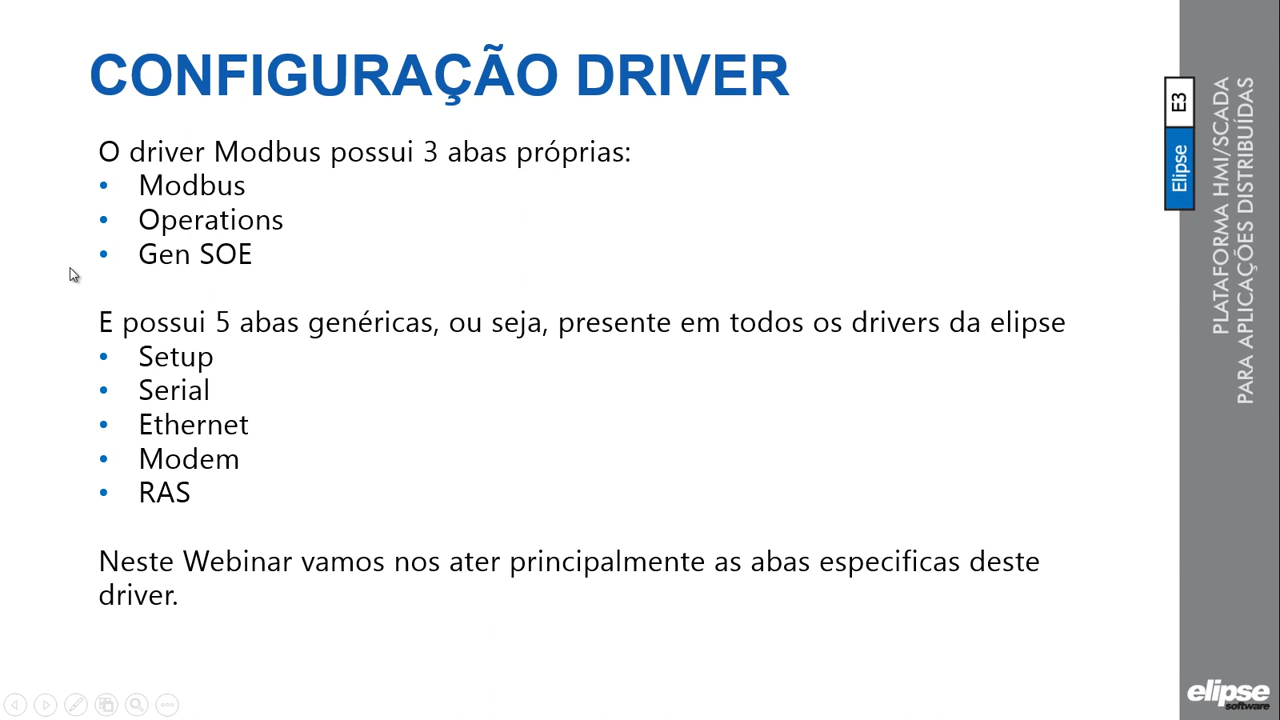 CONFIGURAÇÃO DRIVER
O driver Modbus possui 3 abas próprias:
• Modbus
• Operations
• Gen SOE
E possui 5 abas genéricas, ou seja, presente em todos os drivers da elipse
• Setup
• Serial
• Ethernet
• Modem
• RAS
Neste Webinar vamos nos ater principalmente as abas especificas deste
driver.
Elipse E3
PLATAFORMA HMI/SCADA
PARA APLICAÇÕES DISTRIBUÍDAS
elipse
software